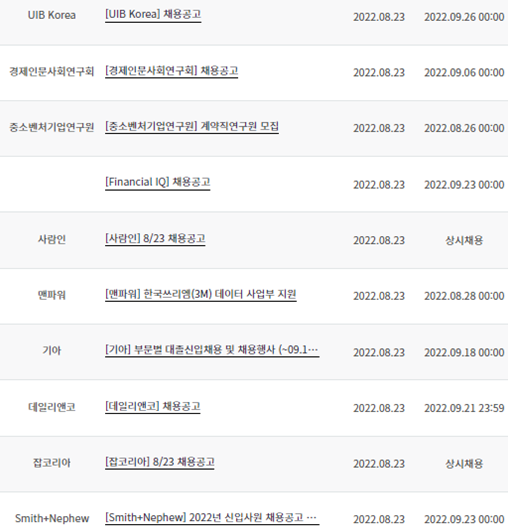 UIB Korea [UIB Korea] 채용공고 2022.08.23 2022.09.26 00:00
경제인문사회연구회 [경제인문사회연구회] 채용공고 2022.08.23 2022.09.06 00:00
중소벤처기업연구원 [중소벤처기업연구원] 계약직연구원 모집 2022.08.23 2022.08.26 00:00
[Financial IQ] 채용공고 2022.08.23 2022.09.23 00:00
사람인 [사람인] 8/23 채용공고 2022.08.23 상시채용
맨파워 [맨파워] 한국쓰리엠(3M) 데이터 사업부 지원 2022.08.23 2022.08.28 00:00
기아 [기아] 부문별 대졸신입채용 및 채용행사 (~09.1… 2022.08.23 2022.09.18 00:00
데일리앤코 [데일리앤코] 채용공고 2022.08.23 2022.09.21 23:59
잡코리아 [잡코리아] 8/23 채용공고 2022.08.23 상시채용
Smith+Nephew [Smith+Nephew] 2022년 신입사원 채용공고 … 2022.08.23 2022.09.23 00:00